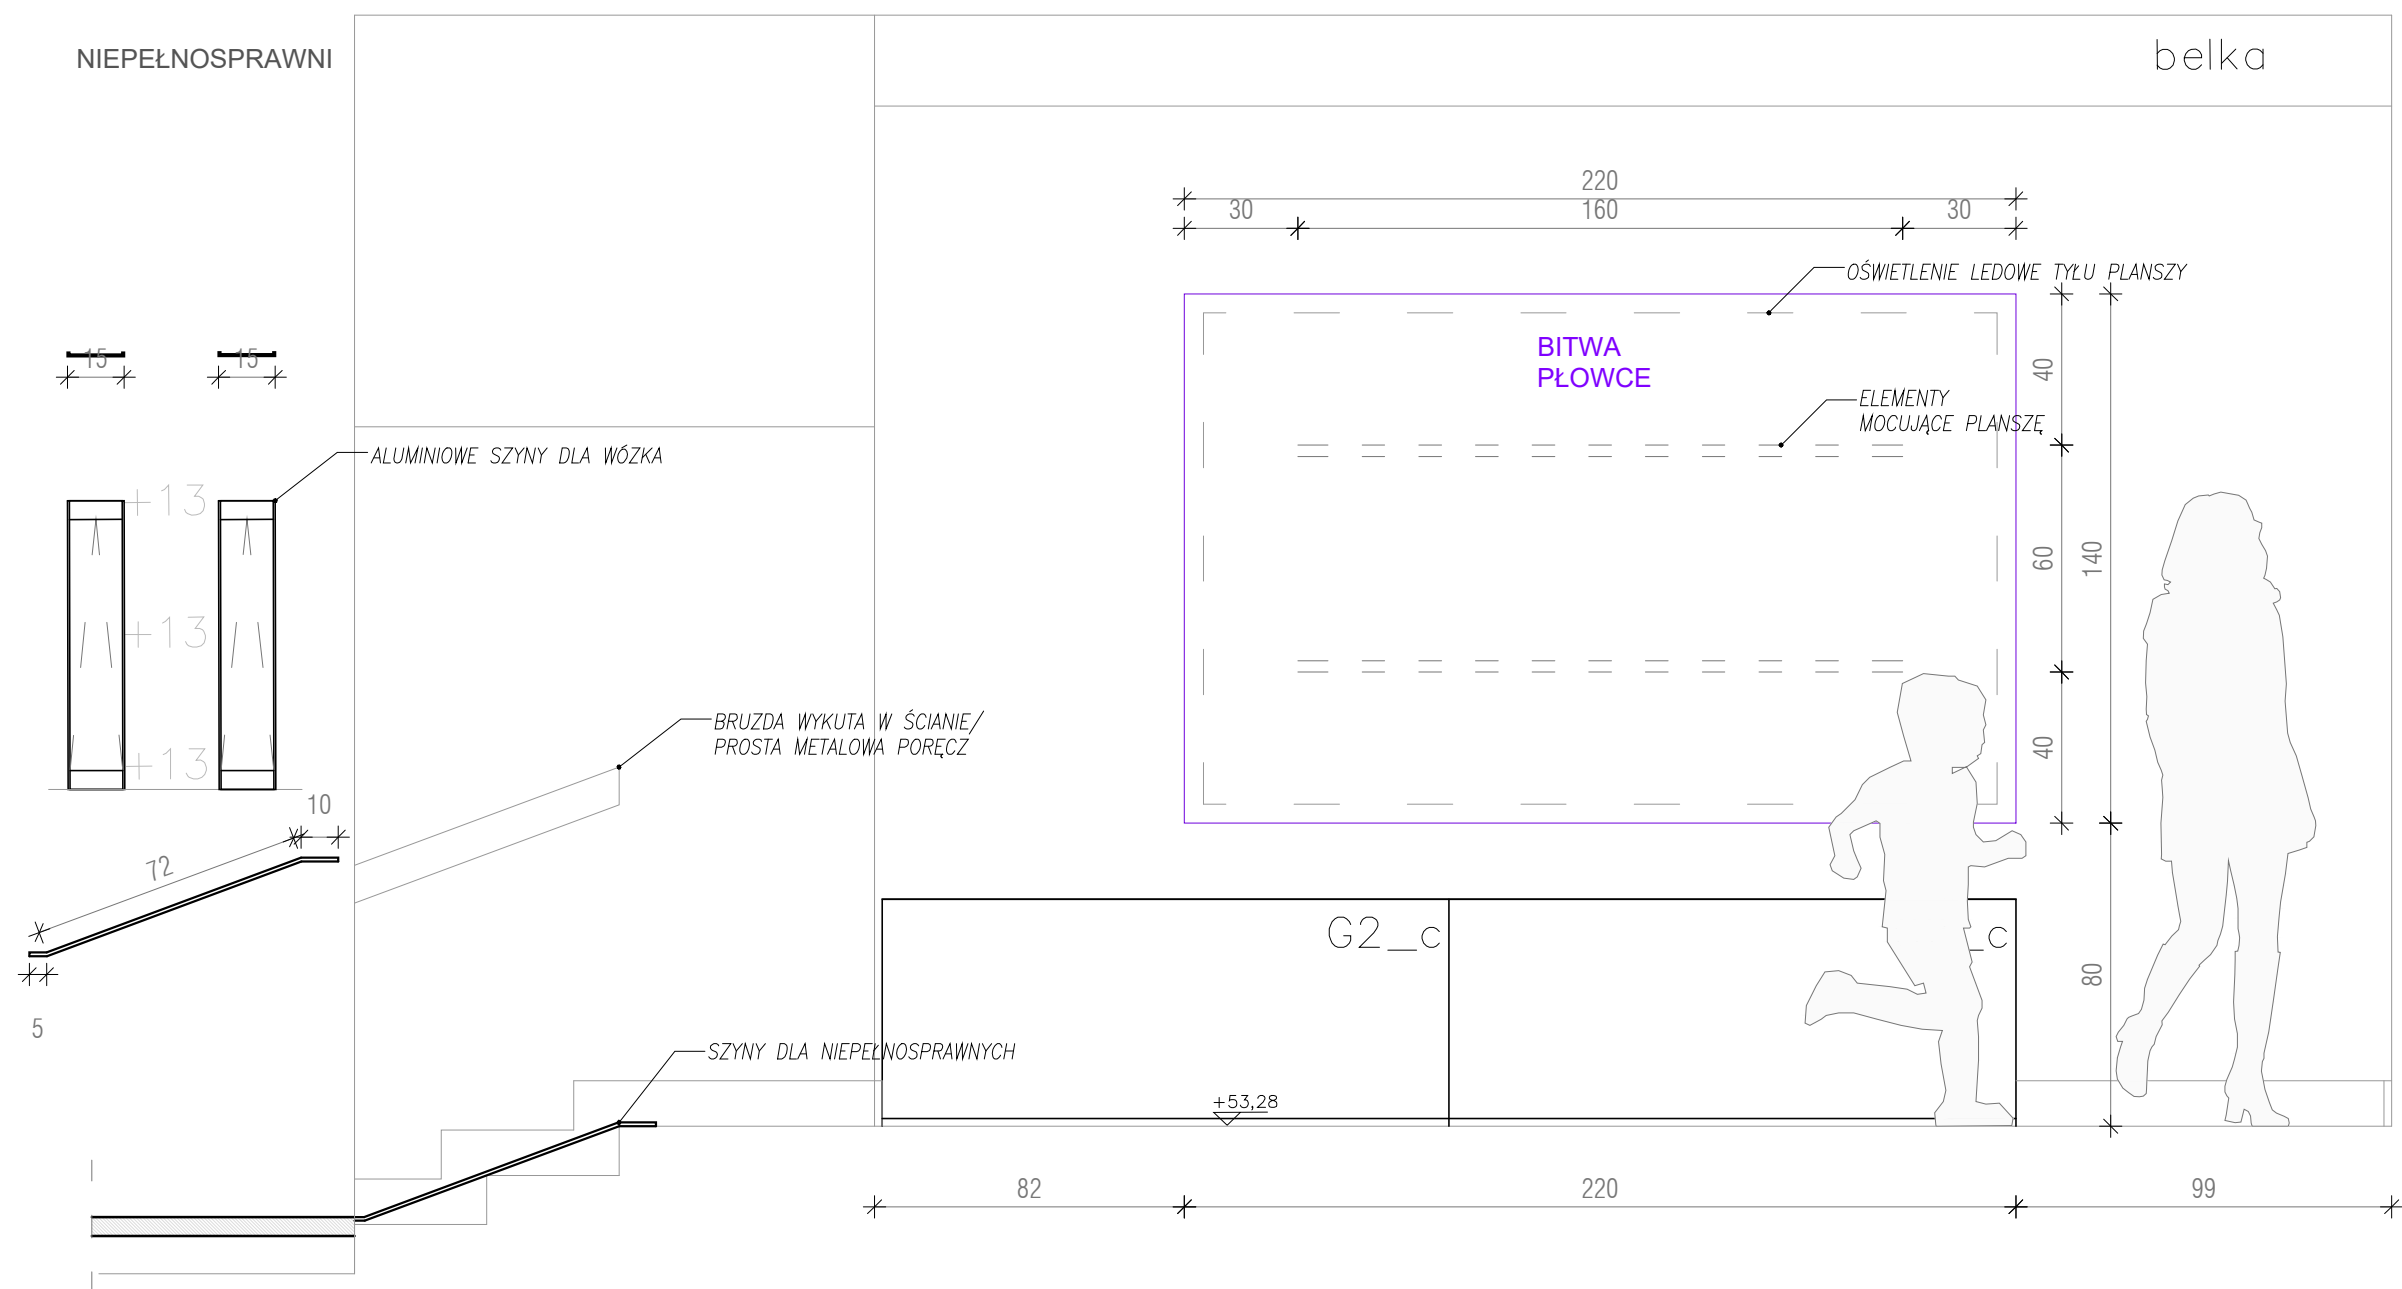 NIEPEŁNOSPRAWNI
belka
220
30
160
30
OŚWIETLENIE LEDOWE TYŁU PLANSZY
BITWA
PŁOWCE
15
15
40
ELEMENTY
MOCUJĄCE PLANSZĘ
ALUMINIOWE SZYNY DLA WÓZKA
+13
60
140
+13
BRUZDA WYKUTA W ŚCIANIE/
PROSTA METALOWA PORĘCZ
40
+13
10
72
G2_c
_c
80
5
SZYNY DLA NIEPEŁNOSPRAWNYCH
+53,28
82
220
99